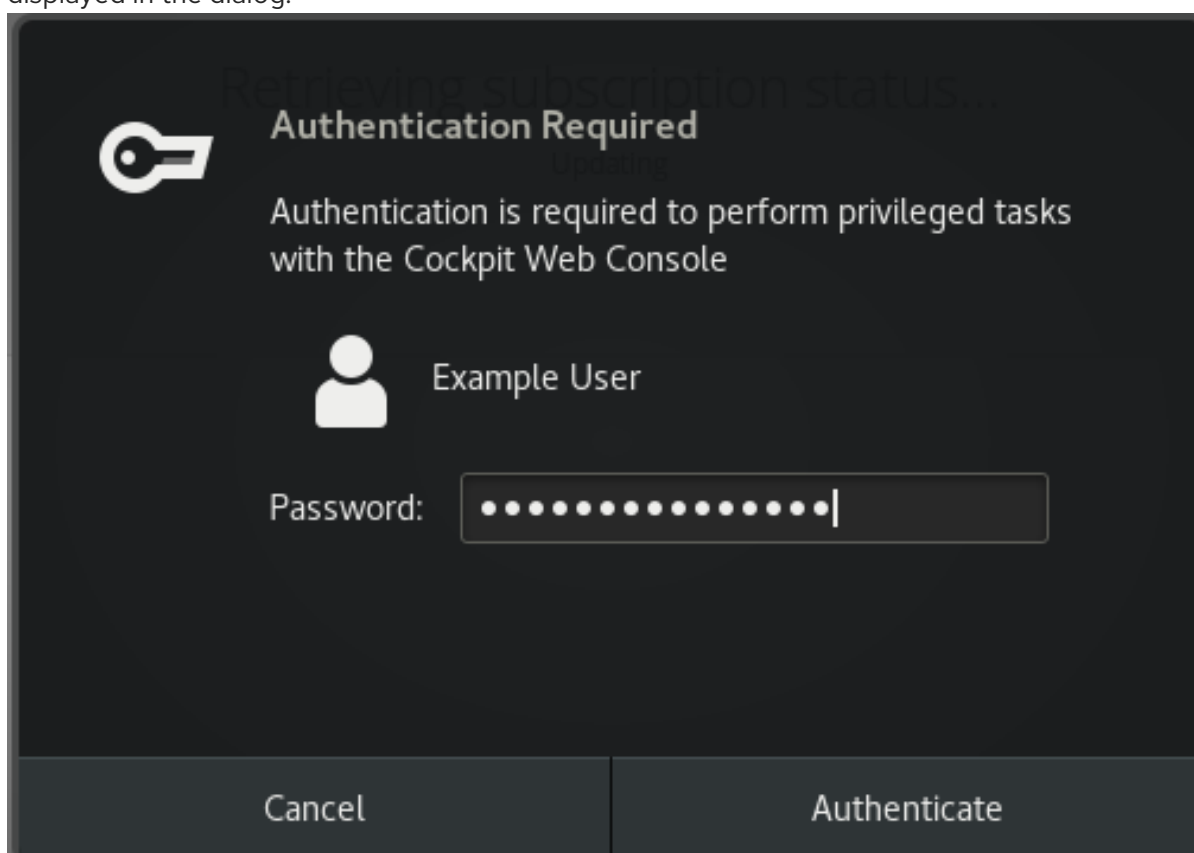 displayed in the dialog.
Retrieving subscription status...
Authentication Required
Updating
Authentication is required to perform privileged tasks
with the Cockpit Web Console
Example User
Password: ●●●●●●●●●●●●●●●
Cancel
Authenticate